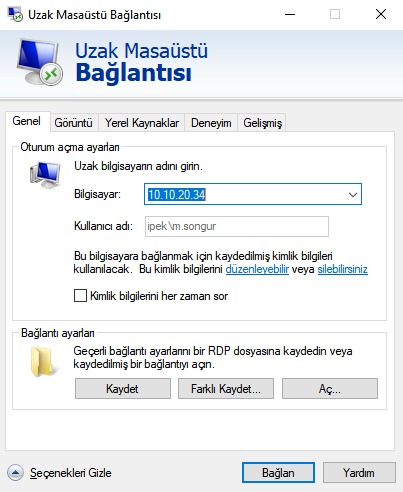 Uzak Masaüstü Bağlantısı
Uzak Masaüstü
Bağlantısı
Genel Görüntü Yerel Kaynaklar Deneyim Gelişmiş
Oturum açma ayarları
Uzak bilgisayarın adını girin.
Bilgisayar: 10.10.20.34
Kullanıcı adı: ipek\m.songur
Bu bilgisayara bağlanmak için kaydedilmiş kimlik bilgileri
kullanılacak. Bu kimlik bilgilerini düzenleyebilir veya silebilirsiniz
Kimlik bilgilerini her zaman sor
Bağlantı ayarları
Geçerli bağlantı ayarlarını bir RDP dosyasına kaydedin veya
kaydedilmiş bir bağlantıyı açın.
Kaydet Farklı Kaydet... Aç...
Seçenekleri Gizle Bağlan Yardım